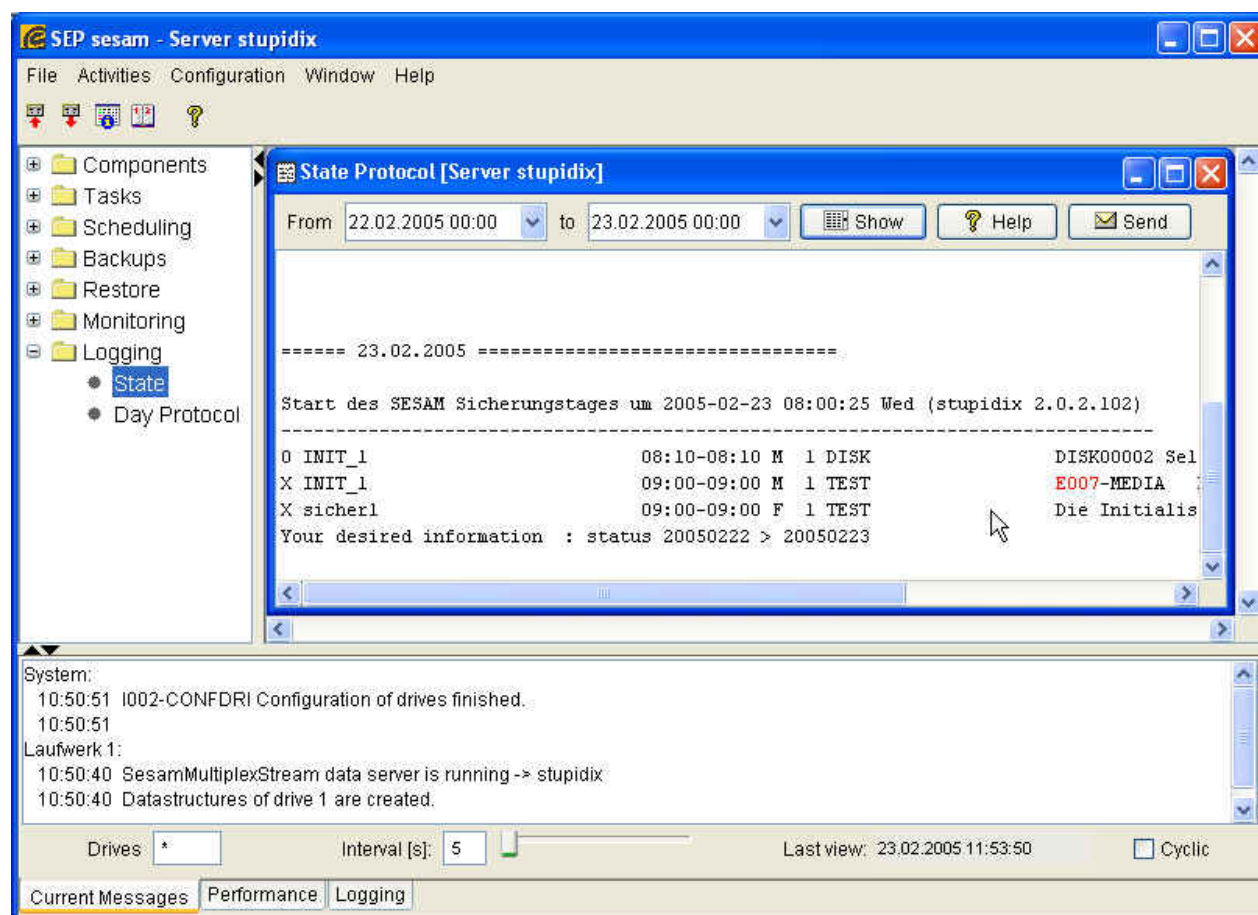 SEP sesam - Server stupidix
File Activities Configuration Window Help
Components
Tasks
Scheduling
Backups
Restore
Monitoring
Logging
State
Day Protocol
State Protocol [Server stupidix]
From 22.02.2005 00:00 to 23.02.2005 00:00 Show Help Send
====== 23.02.2005 =================================
Start des SESAM Sicherungstages um 2005-02-23 08:00:25 Wed (stupidix 2.0.2.102)
--------------------------------------------------------------------------------
0 INIT_1 08:10-08:10 M 1 DISK DISK00002 Sel
X INIT_1 09:00-09:00 M 1 TEST E007-MEDIA
X sicher1 09:00-09:00 F 1 TEST Die Initialis
Your desired information : status 20050222 > 20050223
System:
10:50:51 I002-CONFDRI Configuration of drives finished.
10:50:51
Laufwerk 1:
10:50:40 SesamMultiplexStream data server is running -> stupidix
10:50:40 Datastructures of drive 1 are created.
Drives * Interval [s]: 5 Last view: 23.02.2005 11:53:50 Cyclic
Current Messages Performance Logging